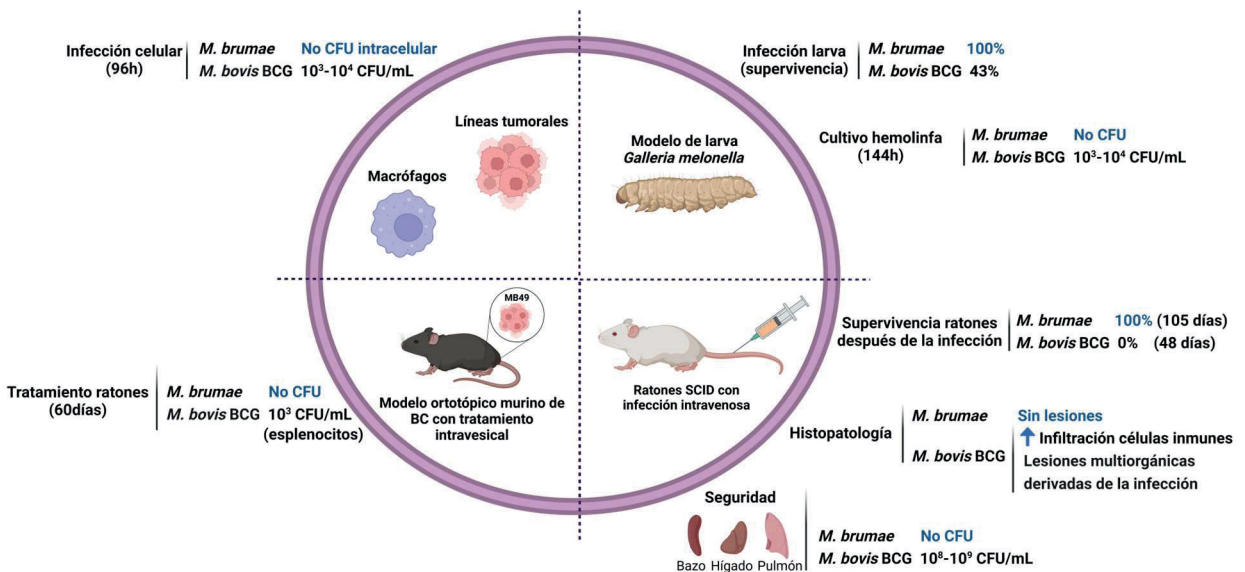 Infección celular
(96h)
M. brumae No CFU intracelular
M. bovis BCG 10³-10⁴ CFU/mL
Líneas tumorales
Macrófagos
Infección larva
(supervivencia)
M. brumae 100%
M. bovis BCG 43%
Modelo de larva
Galleria melonella
Cultivo hemolinfa
(144h)
M. brumae No CFU
M. bovis BCG 10³-10⁴ CFU/mL
Tratamiento ratones
(60días)
M. brumae No CFU
M. bovis BCG 10³ CFU/mL
(esplenocitos)
MB49
Modelo ortotópico murino de
BC con tratamiento
intravesical
Ratones SCID con
infección intravenosa
Supervivencia ratones
después de la infección
M. brumae 100% (105 días)
M. bovis BCG 0% (48 días)
Histopatología
M. brumae Sin lesiones
M. bovis BCG ↑ Infiltración células inmunes
Lesiones multiorgánicas
derivadas de la infección
Seguridad
Bazo Hígado Pulmón
M. brumae No CFU
M. bovis BCG 10⁸-10⁹ CFU/mL